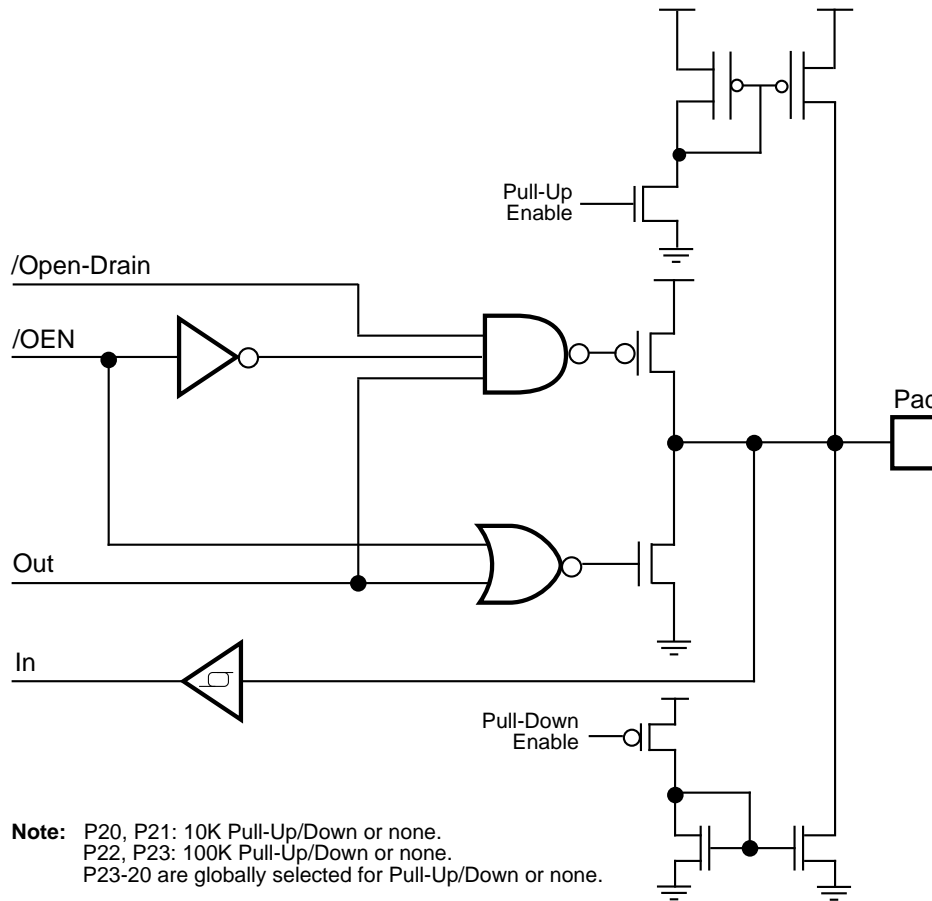 Pull-Up
Enable
/Open-Drain
/OEN
Out
In
Pull-Down
Enable
Note: P20, P21: 10K Pull-Up/Down or none.
P22, P23: 100K Pull-Up/Down or none.
P23-20 are globally selected for Pull-Up/Down or none.